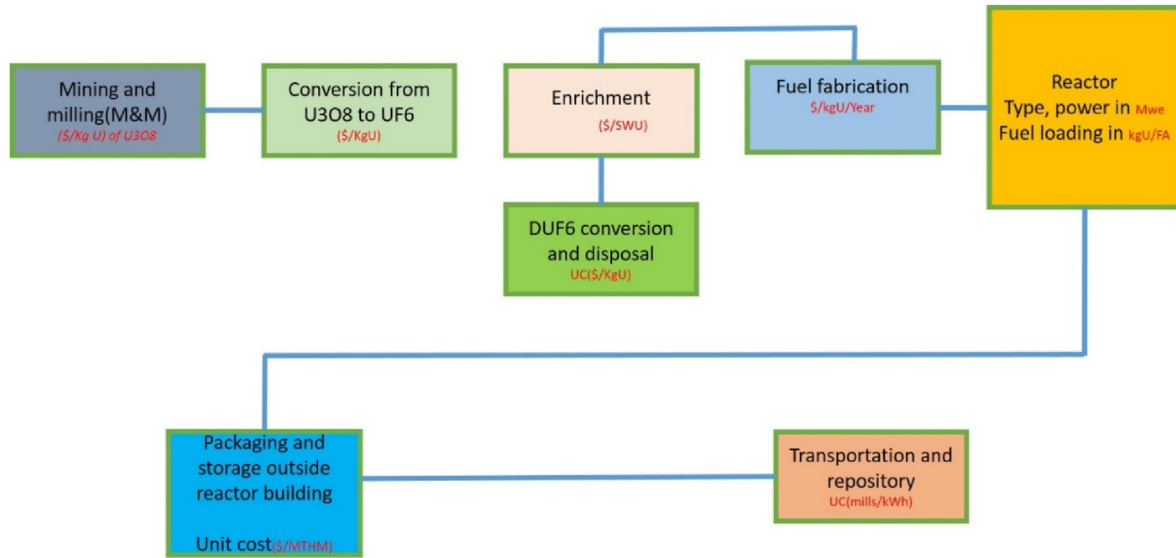 Mining and
milling(M&M)
($/Kg U) of U3O8
Conversion from
U3O8 to UF6
($/KgU)
Enrichment
($/SWU)
Fuel fabrication
$/kgU/Year
Reactor
Type, power in Mwe
Fuel loading in kgU/FA
DUF6 conversion
and disposal
UC($/KgU)
Packaging and
storage outside
reactor building
Unit cost($/MTHM)
Transportation and
repository
UC(mills/kWh)